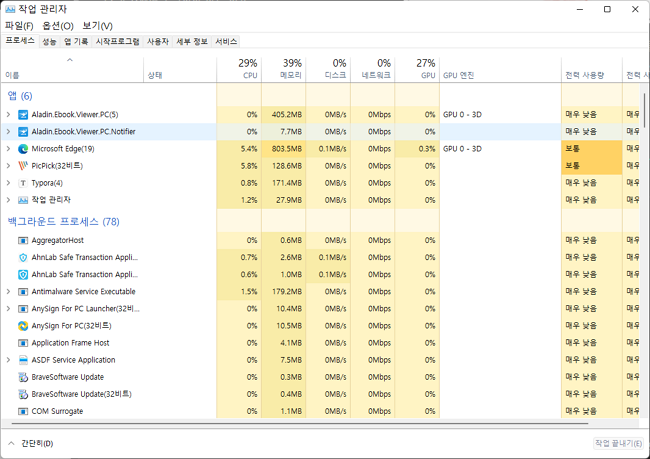 작업 관리자
파일(F) 옵션(O) 보기(V)
프로세스 성능 앱 기록 시작프로그램 사용자 세부 정보 서비스
29% 39% 0% 0% 27%
이름 상태 CPU 메모리 디스크 네트워크 GPU GPU 엔진 전력 사용량 전력 사
앱 (6)
Aladin.Ebook.Viewer.PC(5) 0% 405.2MB 0MB/s 0Mbps 0% GPU 0 - 3D 매우 낮음 매우
Aladin.Ebook.Viewer.PC.Notifier 0% 7.7MB 0MB/s 0Mbps 0% 매우 낮음 매우
Microsoft Edge(19) 5.4% 803.5MB 0.1MB/s 0Mbps 0.3% GPU 0 - 3D 보통 매우
PicPick(32비트) 5.8% 128.6MB 0MB/s 0Mbps 0% 보통 매우
Typora(4) 0.8% 171.4MB 0MB/s 0Mbps 0% 매우 낮음 매우
작업 관리자 1.2% 27.9MB 0MB/s 0Mbps 0% 매우 낮음 매우
백그라운드 프로세스 (78)
AggregatorHost 0% 0.6MB 0MB/s 0Mbps 0% 매우 낮음 매우
AhnLab Safe Transaction Appli... 0.7% 2.6MB 0.1MB/s 0Mbps 0% 매우 낮음 매우
AhnLab Safe Transaction Appli... 0.6% 1.0MB 0.1MB/s 0Mbps 0% 매우 낮음 매우
Antimalware Service Executable 1.5% 179.2MB 0MB/s 0Mbps 0% 매우 낮음 매우
AnySign For PC Launcher(32비... 0% 10.4MB 0MB/s 0Mbps 0% 매우 낮음 매우
AnySign For PC(32비트) 0% 10.5MB 0MB/s 0Mbps 0% 매우 낮음 매우
Application Frame Host 0% 4.1MB 0MB/s 0Mbps 0% 매우 낮음 매우
ASDF Service Application 0% 7.5MB 0MB/s 0Mbps 0% 매우 낮음 매우
BraveSoftware Update 0% 0.3MB 0MB/s 0Mbps 0% 매우 낮음 매우
BraveSoftware Update(32비트) 0% 0.4MB 0MB/s 0Mbps 0% 매우 낮음 매우
COM Surrogate 0% 1.1MB 0MB/s 0Mbps 0% 매우 낮음 매우
간단히(D) 작업 끝내기(E)